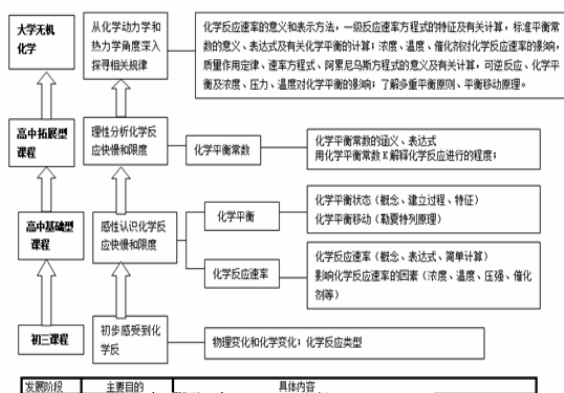 大学无机
化学
从化学动力学和
热力学角度深入
探寻相关规律
化学反应速率的意义和表示方法，一级反应速率方程式的特征及有关计算，标准平衡
常数的意义、表达式及有关化学平衡的计算；浓度、温度、催化剂对化学反应速率的影响，
质量作用定律、速率方程式、阿累尼乌斯方程式的意义及有关计算，可逆反应、化学平衡
及浓度、压力、温度对化学平衡的影响；了解多重平衡原则、平衡移动原理。
高中拓展型
课程
理性分析化学反
应快慢和限度
化学平衡常数
化学平衡常数的涵义、表达式
用化学平衡常数K解释化学反应进行的程度；
高中基础型
课程
感性认识化学反
应快慢和限度
化学平衡
化学平衡状态（概念、建立过程、特征）
化学平衡移动（勒夏特列原理）
化学反应速率
化学反应速率（概念、表达式、简单计算）
影响化学反应速率的因素（浓度、温度、压强、催化
剂等）
初三课程
初步感受到化
学反
物理变化和化学变化；化学反应类型
发展阶段 主要目的 具体内容